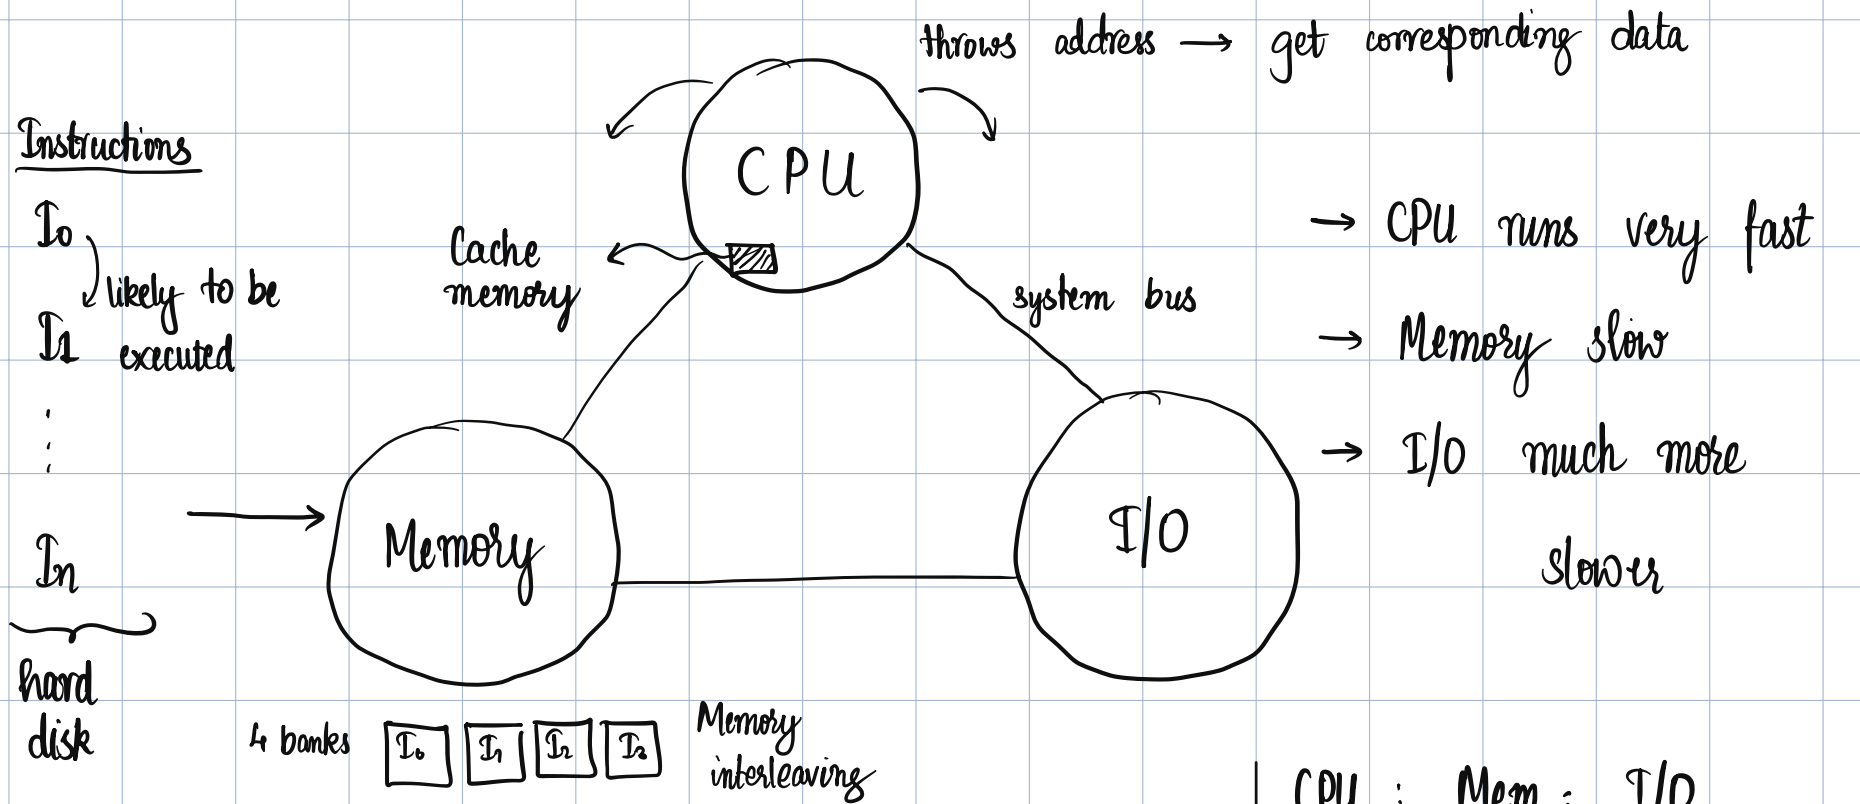 throws address → get corresponding data
Instructions
I0
likely to be
I1 executed
In
hard
disk
CPU
Cache
memory
system bus
Memory
I/O
→ CPU runs very fast
→ Memory slow
→ I/O much more
slower
4 banks I0 I1 I2 I3
Memory
interleaving
CPU : Mem : I/O